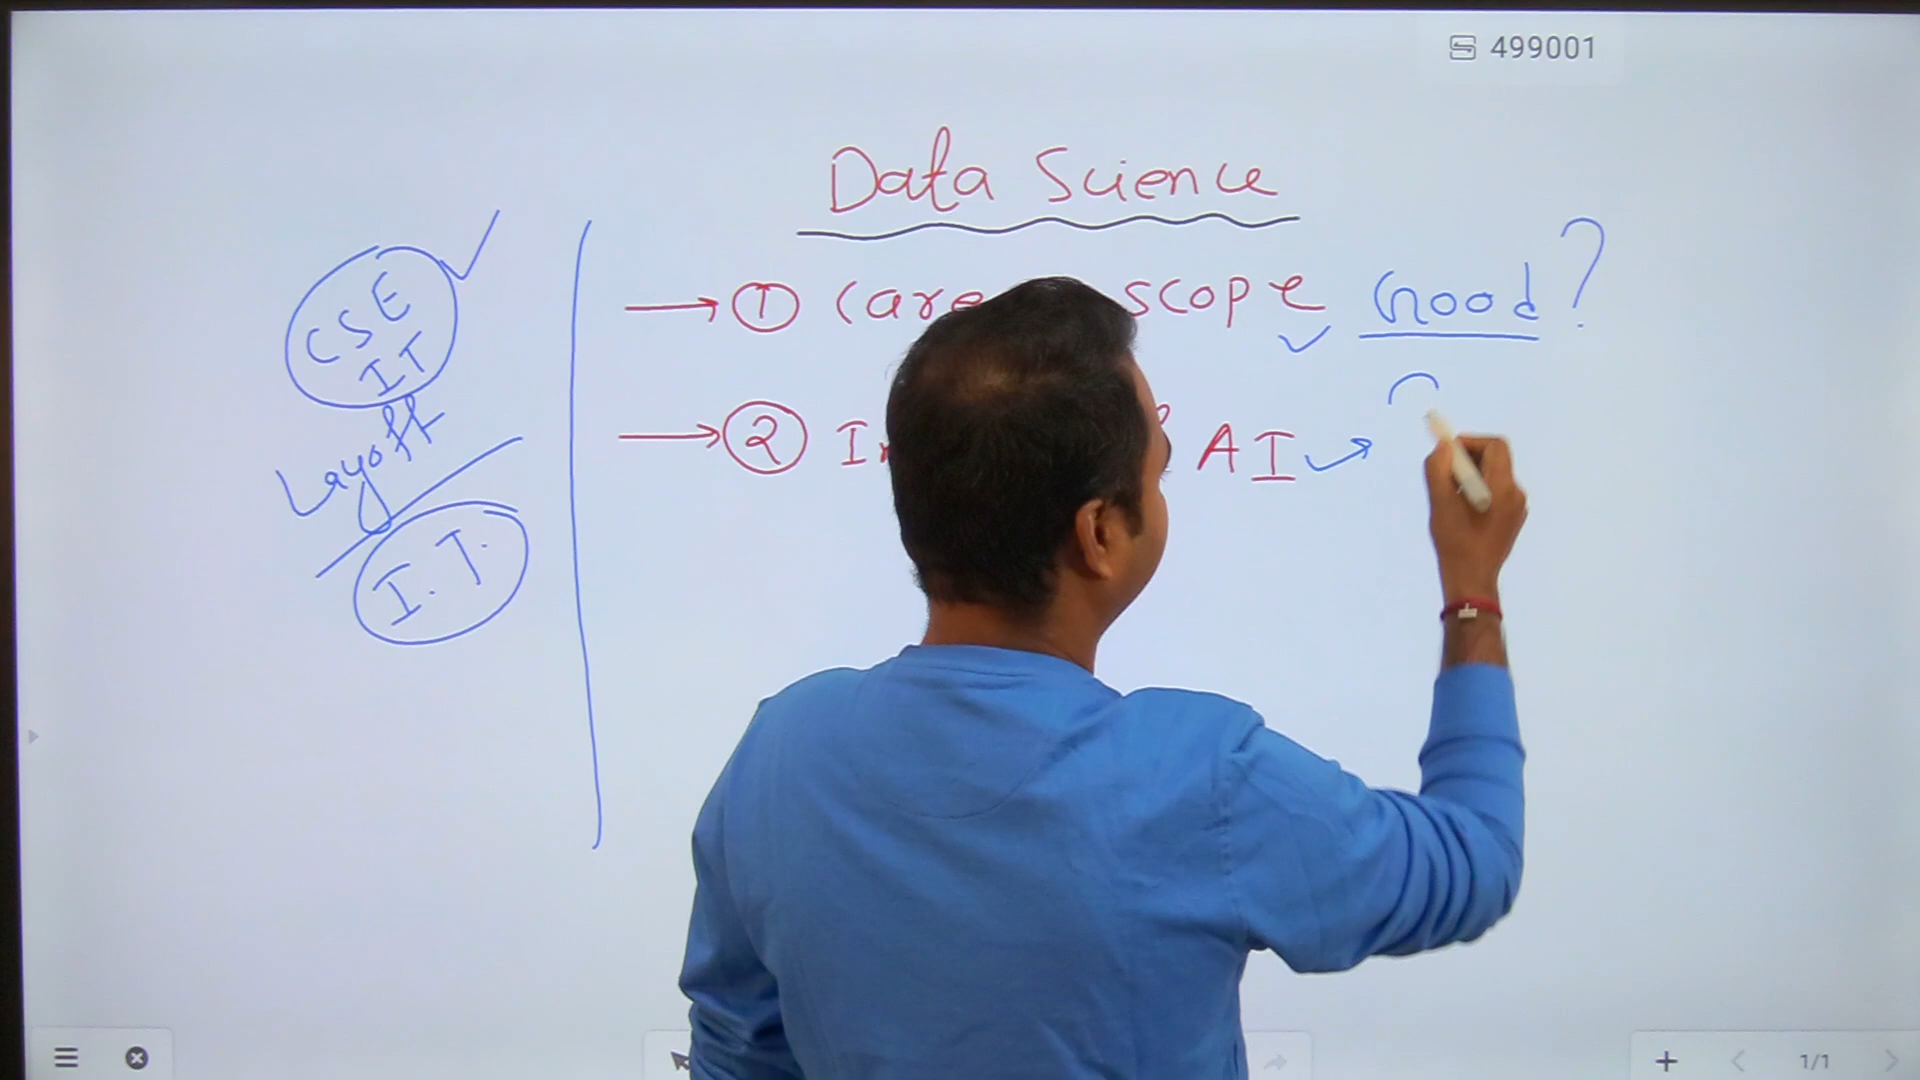 499001
Data Science
→ ① Care scope Good?
→ ② AI
CSE
IT
Layoff
I.T.
1/1